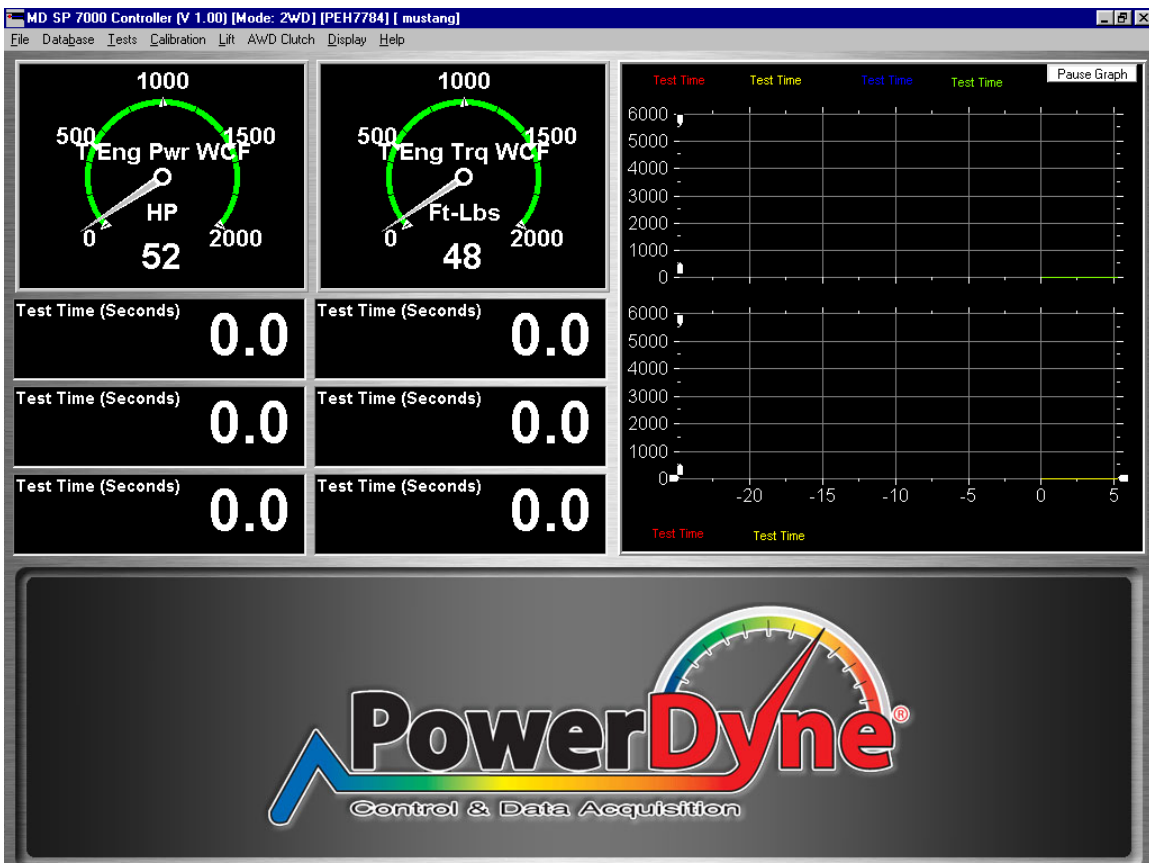 MD SP 7000 Controller (V 1.00) [Mode: 2WD] [PEH7784] [ mustang]
File Database Tests Calibration Lift AWD Clutch Display Help
1000
500 1500
T Eng Pwr WCF
HP
0 2000
52
1000
500 1500
T Eng Trq WCF
Ft-Lbs
0 2000
48
Test Time (Seconds) 0.0
Test Time (Seconds) 0.0
Test Time (Seconds) 0.0
Test Time (Seconds) 0.0
Test Time (Seconds) 0.0
Test Time (Seconds) 0.0
Test Time Test Time Test Time Test Time Pause Graph
6000
5000
4000
3000
2000
1000
0
6000
5000
4000
3000
2000
1000
0
-20 -15 -10 -5 0 5
Test Time Test Time
PowerDyne®
Control & Data Acquisition